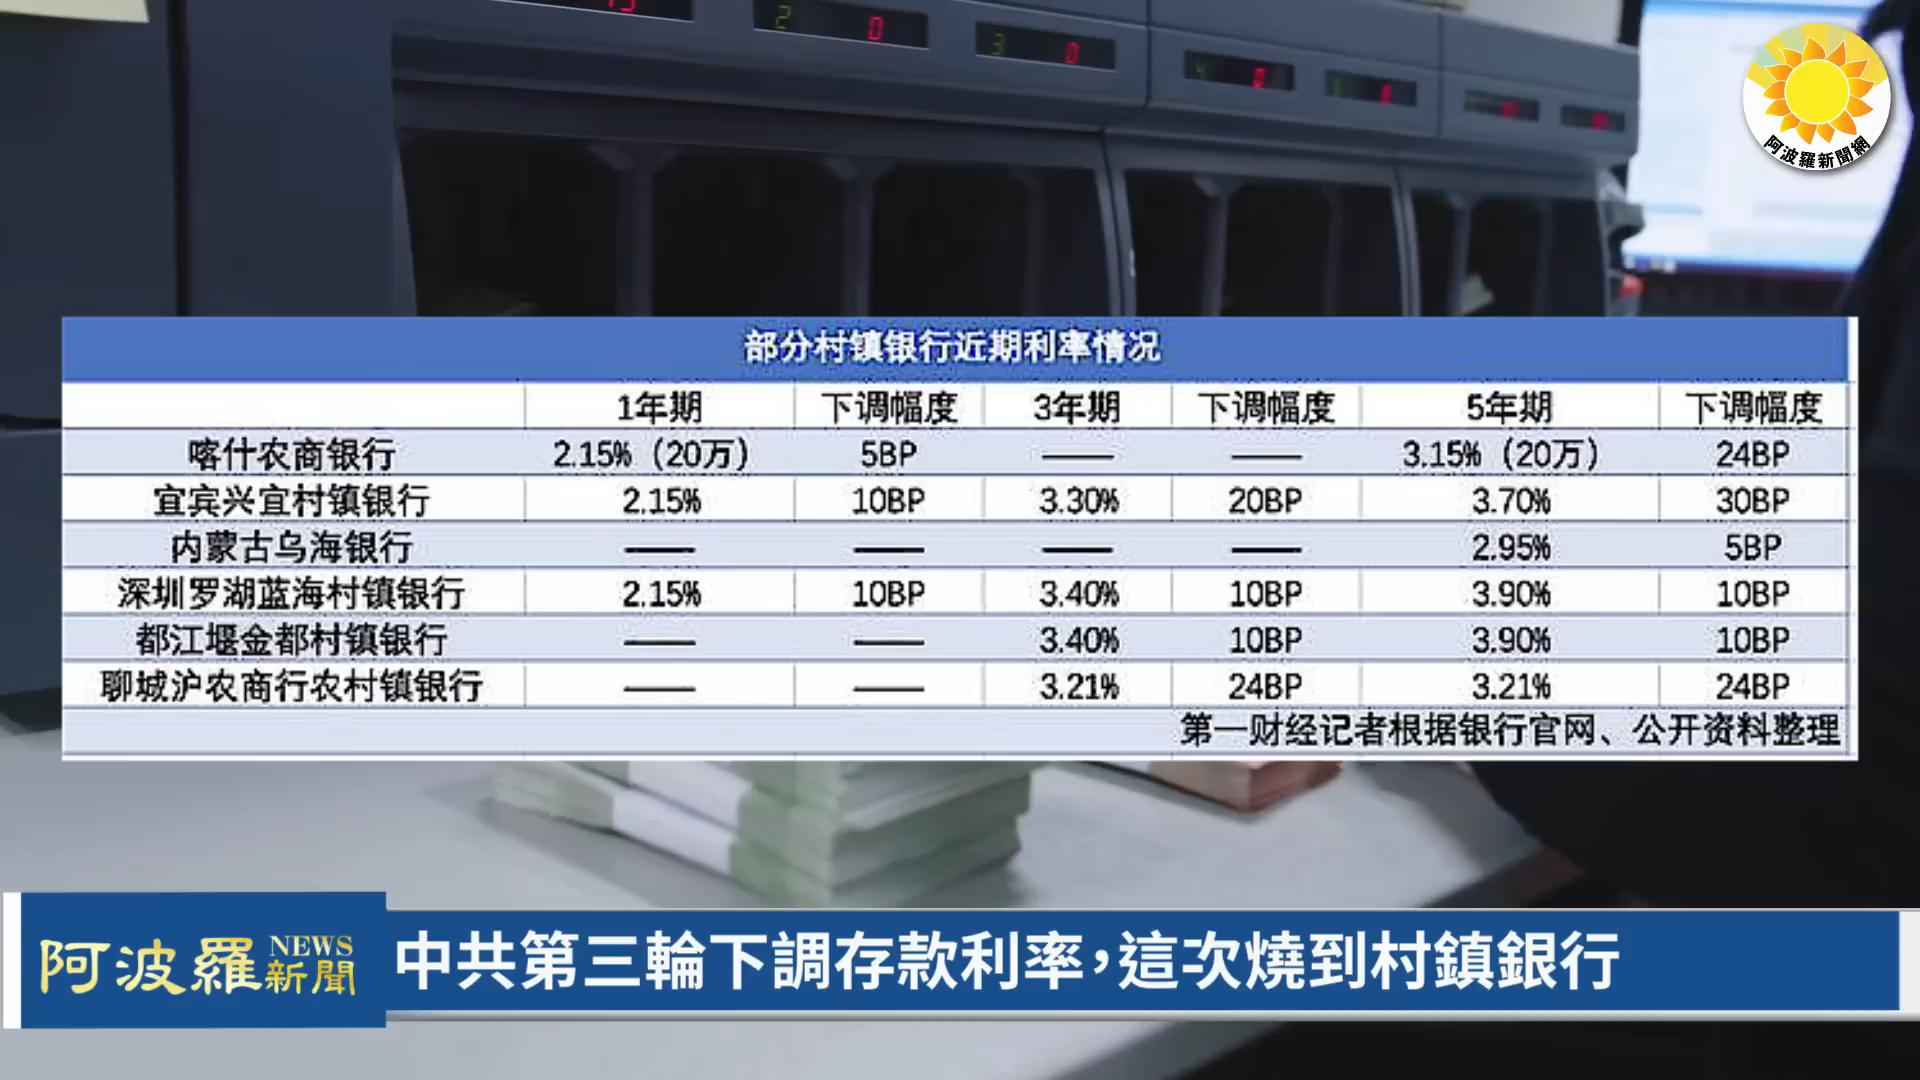 2 0
3 0
0
阿波羅新聞網
部分村镇银行近期利率情况
1年期 下调幅度 3年期 下调幅度 5年期 下调幅度
喀什农商银行 2.15%（20万） 5BP —— —— 3.15%（20万） 24BP
宜宾兴宜村镇银行 2.15% 10BP 3.30% 20BP 3.70% 30BP
内蒙古乌海银行 —— —— —— —— 2.95% 5BP
深圳罗湖蓝海村镇银行 2.15% 10BP 3.40% 10BP 3.90% 10BP
都江堰金都村镇银行 —— —— 3.40% 10BP 3.90% 10BP
聊城沪农商行农村镇银行 —— —— 3.21% 24BP 3.21% 24BP
第一财经记者根据银行官网、公开资料整理
阿波羅 NEWS 新聞
中共第三輪下調存款利率，這次燒到村鎮銀行